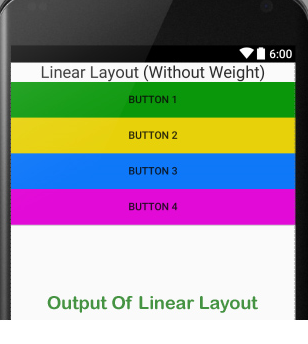 6:00
Linear Layout (Without Weight)
BUTTON 1
BUTTON 2
BUTTON 3
BUTTON 4
Output Of Linear Layout